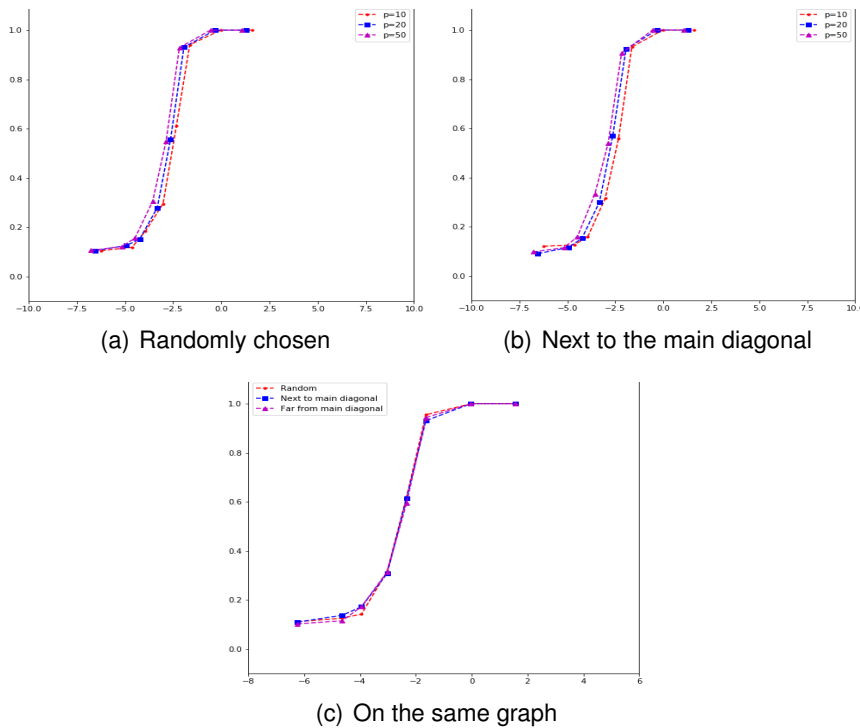 p=10
p=20
p=50
1.0
0.8
0.6
0.4
0.2
0.0
−10.0 −7.5 −5.0 −2.5 0.0 2.5 5.0 7.5 10.0
(a) Randomly chosen
p=10
p=20
p=50
1.0
0.8
0.6
0.4
0.2
0.0
−10.0 −7.5 −5.0 −2.5 0.0 2.5 5.0 7.5 10.0
(b) Next to the main diagonal
Random
Next to main diagonal
Far from main diagonal
1.0
0.8
0.6
0.4
0.2
0.0
−8 −6 −4 −2 0 2 4 6
(c) On the same graph